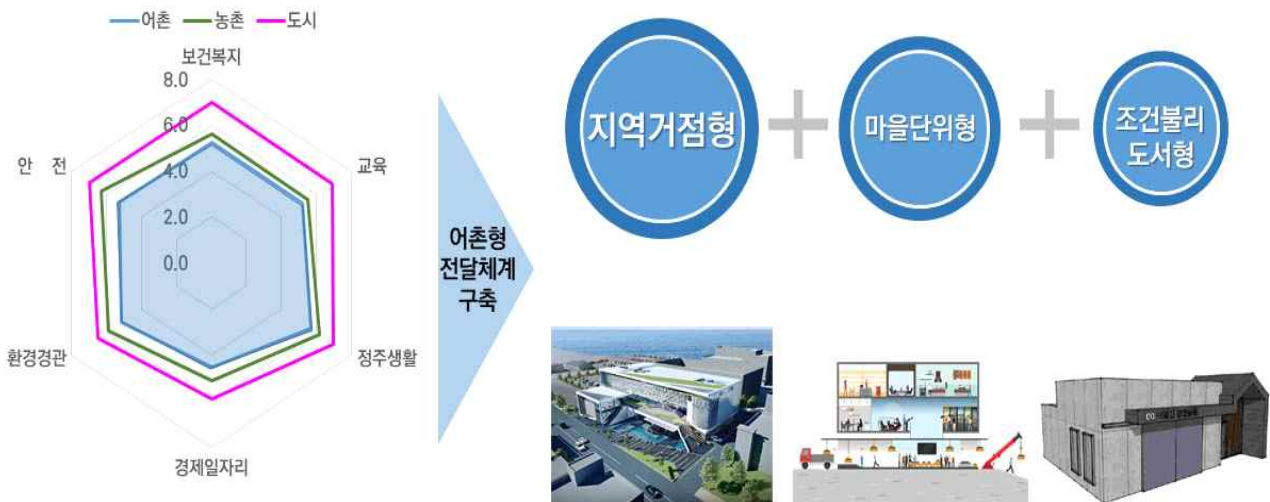 어촌 농촌 도시
보건복지
8.0
6.0
4.0
2.0
0.0
교육
정주생활
경제일자리
환경경관
안 전
어촌형
전달체계
구축
지역거점형
+
마을단위형
+
조건불리
도서형